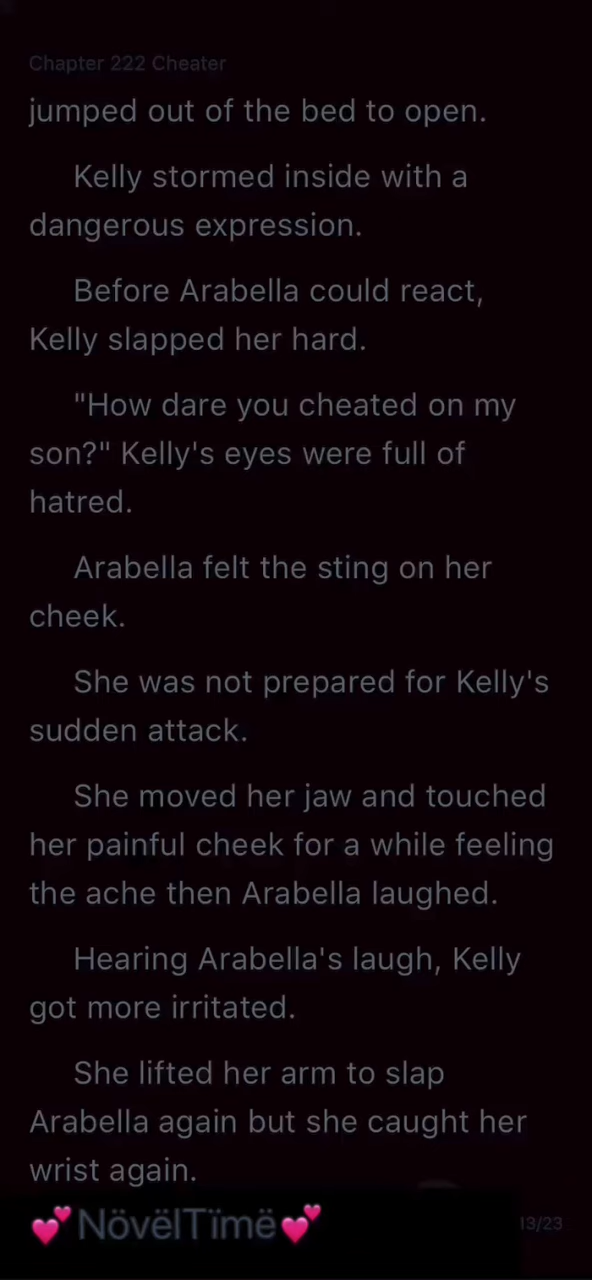 Chapter 222 Cheater
jumped out of the bed to open.
Kelly stormed inside with a
dangerous expression.
Before Arabella could react,
Kelly slapped her hard.
"How dare you cheated on my
son?" Kelly's eyes were full of
hatred.
Arabella felt the sting on her
cheek.
She was not prepared for Kelly's
sudden attack.
She moved her jaw and touched
her painful cheek for a while feeling
the ache then Arabella laughed.
Hearing Arabella's laugh, Kelly
got more irritated.
She lifted her arm to slap
Arabella again but she caught her
wrist again.
💕NövëlTïmë💕
13/23